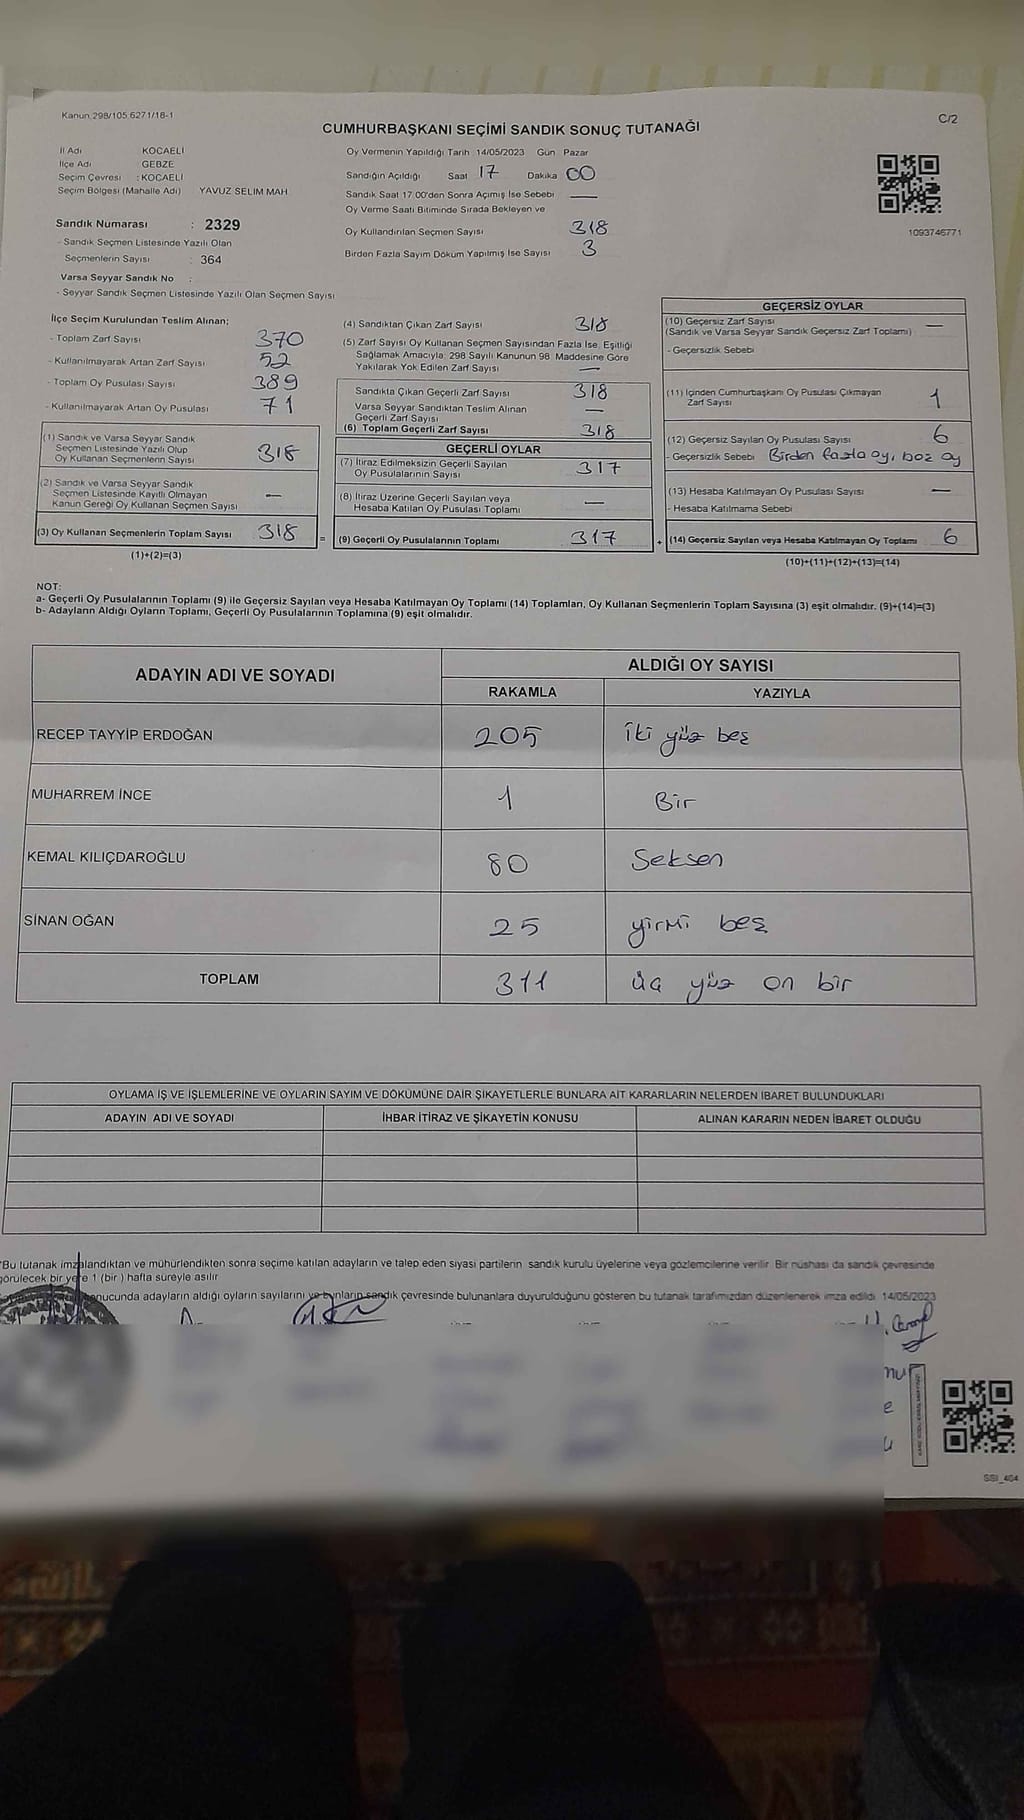 Kanun 298/105 6271/18-1
C/2
CUMHURBAŞKANI SEÇİMİ SANDIK SONUÇ TUTANAĞI
İl Adı KOCAELİ
İlçe Adı GEBZE
Seçim Çevresi : KOCAELİ
Seçim Bölgesi (Mahalle Adı) YAVUZ SELİM MAH.
Oy Vermenin Yapıldığı Tarih 14/05/2023 Gün Pazar
Sandığın Açıldığı Saat 17 Dakika 00
Sandık Saat 17:00'den Sonra Açımış İse Sebebi —
Oy Verme Saati Bitiminde Sırada Bekleyen ve
Oy Kullandırılan Seçmen Sayısı 318
Birden Fazla Sayım Döküm Yapılmış İse Sayısı 3
1093746771
Sandık Numarası : 2329
- Sandık Seçmen Listesinde Yazılı Olan
Seçmenlerin Sayısı : 364
Varsa Seyyar Sandık No :
- Seyyar Sandık Seçmen Listesinde Yazılı Olan Seçmen Sayısı
İlçe Seçim Kurulundan Teslim Alınan;
- Toplam Zarf Sayısı 370
- Kullanılmayarak Artan Zarf Sayısı 52
- Toplam Oy Pusulası Sayısı 389
- Kullanılmayarak Artan Oy Pusulası 71
(1) Sandık ve Varsa Seyyar Sandık
Seçmen Listesinde Yazılı Olup
Oy Kullanan Seçmenlerin Sayısı 318
(2) Sandık ve Varsa Seyyar Sandık
Seçmen Listesinde Kayıtlı Olmayan
Kanun Gereği Oy Kullanan Seçmen Sayısı —
(3) Oy Kullanan Seçmenlerin Toplam Sayısı 318 =
(1)+(2)=(3)
(4) Sandıktan Çıkan Zarf Sayısı 318
(5) Zarf Sayısı Oy Kullanan Seçmen Sayısından Fazla İse, Eşitliği
Sağlamak Amacıyla; 298 Sayılı Kanunun 98. Maddesine Göre
Yakılarak Yok Edilen Zarf Sayısı —
Sandıkta Çıkan Geçerli Zarf Sayısı 318
Varsa Seyyar Sandıktan Teslim Alınan
Geçerli Zarf Sayısı —
(6) Toplam Geçerli Zarf Sayısı 318
GEÇERLİ OYLAR
(7) İtiraz Edilmeksizin Geçerli Sayılan
Oy Pusulalarının Sayısı 317
(8) İtiraz Üzerine Geçerli Sayılan veya
Hesaba Katılan Oy Pusulası Toplamı —
(9) Geçerli Oy Pusulalarının Toplamı 317 +
GEÇERSİZ OYLAR
(10) Geçersiz Zarf Sayısı —
(Sandık ve Varsa Seyyar Sandık Geçersiz Zarf Toplamı)
- Geçersizlik Sebebi
(11) İçinden Cumhurbaşkanı Oy Pusulası Çıkmayan
Zarf Sayısı 1
(12) Geçersiz Sayılan Oy Pusulası Sayısı 6
- Geçersizlik Sebebi Birden fazla oy, boz oy
(13) Hesaba Katılmayan Oy Pusulası Sayısı —
- Hesaba Katılmama Sebebi
(14) Geçersiz Sayılan veya Hesaba Katılmayan Oy Toplamı 6
(10)+(11)+(12)+(13)=(14)
NOT:
a- Geçerli Oy Pusulalarının Toplamı (9) ile Geçersiz Sayılan veya Hesaba Katılmayan Oy Toplamı (14) Toplamları, Oy Kullanan Seçmenlerin Toplam Sayısına (3) eşit olmalıdır. (9)+(14)=(3)
b- Adayların Aldığı Oyların Toplamı, Geçerli Oy Pusulalarının Toplamına (9) eşit olmalıdır.
ADAYIN ADI VE SOYADI ALDIĞI OY SAYISI
RAKAMLA YAZIYLA
RECEP TAYYİP ERDOĞAN 205 İki yüz beş
MUHARREM İNCE 1 Bir
KEMAL KILIÇDAROĞLU 80 Seksen
SİNAN OĞAN 25 yirmi beş
TOPLAM 311 üç yüz on bir
OYLAMA İŞ VE İŞLEMLERİNE VE OYLARIN SAYIM VE DÖKÜMÜNE DAİR ŞİKAYETLERLE BUNLARA AİT KARARLARIN NELERDEN İBARET BULUNDUKLARI
ADAYIN ADI VE SOYADI İHBAR İTİRAZ VE ŞİKAYETİN KONUSU ALINAN KARARIN NEDEN İBARET OLDUĞU
*Bu tutanak imzalandıktan ve mühürlendikten sonra seçime katılan adayların ve talep eden siyasi partilerin sandık kurulu üyelerine veya gözlemcilerine verilir. Bir nüshası da sandık çevresinde
görülecek bir yere 1 (bir ) hafta süreyle asılır
sonucunda adayların aldığı oyların sayılarını ve bunların sandık çevresinde bulunanlara duyurulduğunu gösteren bu tutanak tarafımızdan düzenlenerek imza edildi. 14/05/2023
SSI_404